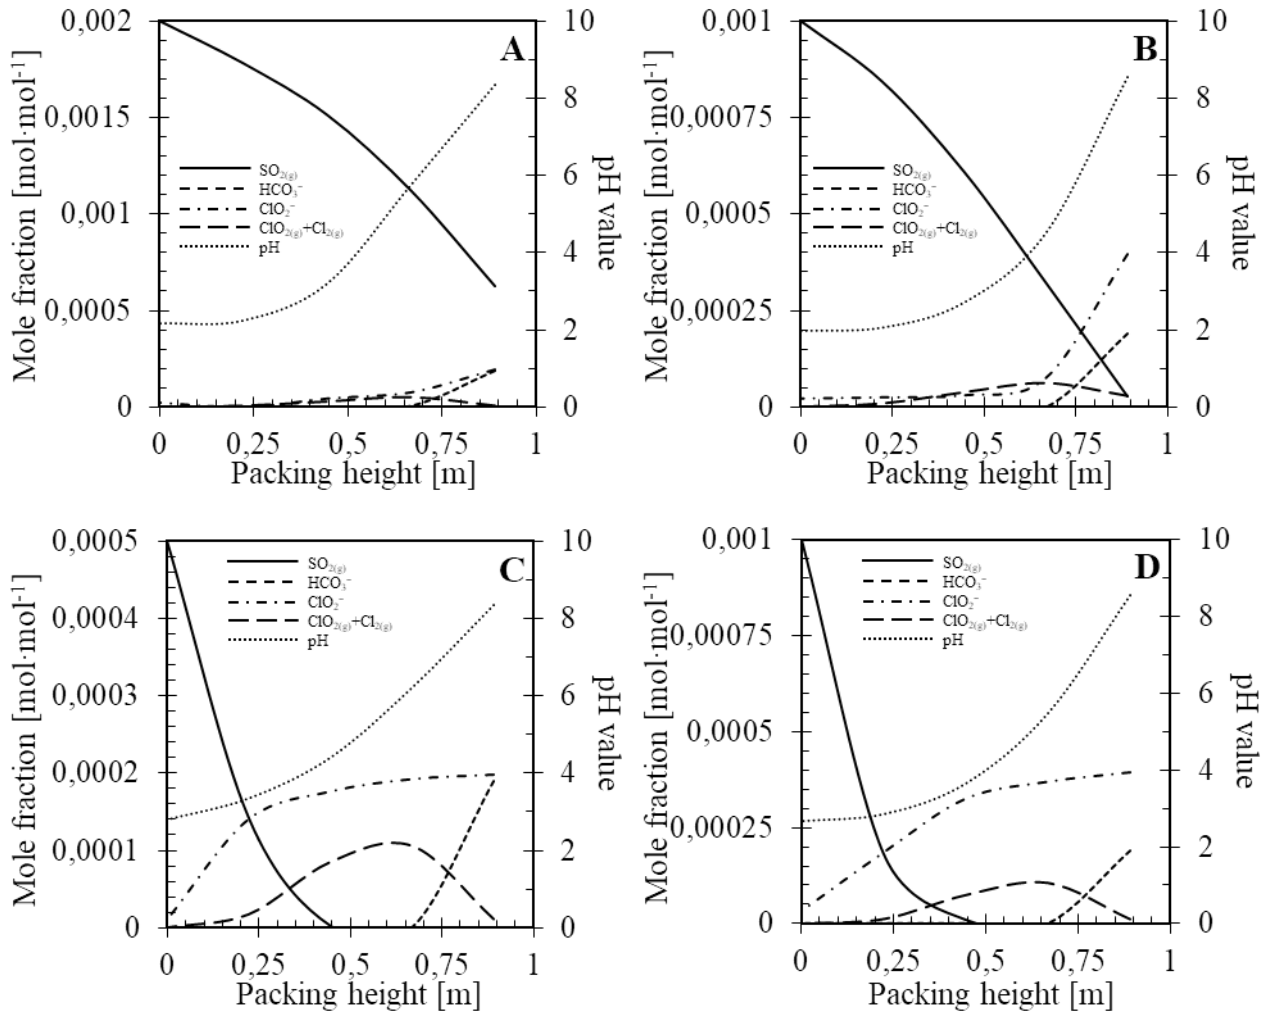 A
Mole fraction [mol·mol⁻¹]
0,002
0,0015
0,001
0,0005
0
10
8
6
4
2
0
pH value
SO₂₍g₎
HCO₃⁻
ClO₂⁻
ClO₂₍g₎+Cl₂₍g₎
pH
0 0,25 0,5 0,75 1
Packing height [m]
B
Mole fraction [mol·mol⁻¹]
0,001
0,00075
0,0005
0,00025
0
10
8
6
4
2
0
pH value
SO₂₍g₎
HCO₃⁻
ClO₂⁻
ClO₂₍g₎+Cl₂₍g₎
pH
0 0,25 0,5 0,75 1
Packing height [m]
C
Mole fraction [mol·mol⁻¹]
0,0005
0,0004
0,0003
0,0002
0,0001
0
10
8
6
4
2
0
pH value
SO₂₍g₎
HCO₃⁻
ClO₂⁻
ClO₂₍g₎+Cl₂₍g₎
pH
0 0,25 0,5 0,75 1
Packing height [m]
D
Mole fraction [mol·mol⁻¹]
0,001
0,00075
0,0005
0,00025
0
10
8
6
4
2
0
pH value
SO₂₍g₎
HCO₃⁻
ClO₂⁻
ClO₂₍g₎+Cl₂₍g₎
pH
0 0,25 0,5 0,75 1
Packing height [m]